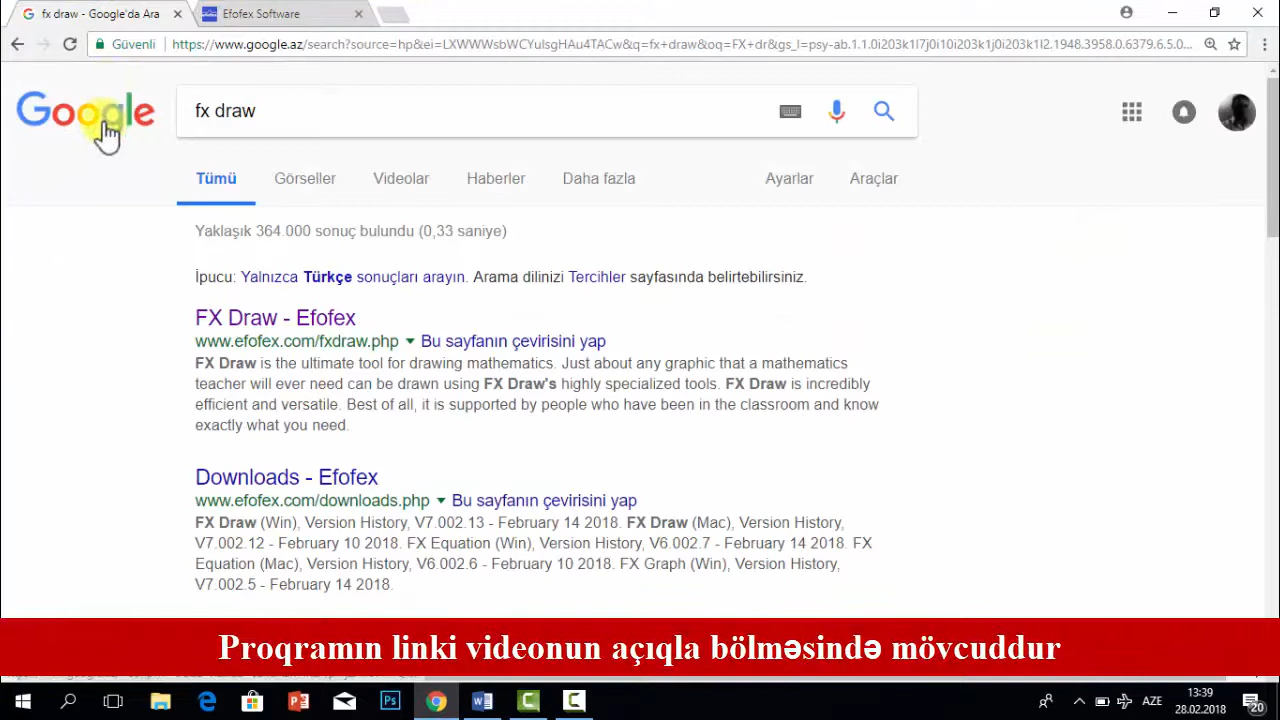 fx draw - Google'da Ara
Efofex Software
Güvenli
https://www.google.az/search?source=hp&ei=LXWWWsbWCYulsgHAu4TACw&q=fx+draw&oq=FX+dr&gs_l=psy-ab.1.1.0i203k1l7j0i10i203k1j0i203k1l2.1948.3958.0.6379.6.5.0...
Google
fx draw
Tümü
Görseller
Videolar
Haberler
Daha fazla
Ayarlar
Araçlar
Yaklaşık 364.000 sonuç bulundu (0,33 saniye)
İpucu: Yalnızca Türkçe sonuçları arayın. Arama dilinizi Tercihler sayfasında belirtebilirsiniz.
FX Draw - Efofex
www.efofex.com/fxdraw.php Bu sayfanın çevirisini yap
FX Draw is the ultimate tool for drawing mathematics. Just about any graphic that a mathematics
teacher will ever need can be drawn using FX Draw's highly specialized tools. FX Draw is incredibly
efficient and versatile. Best of all, it is supported by people who have been in the classroom and know
exactly what you need.
Downloads - Efofex
www.efofex.com/downloads.php Bu sayfanın çevirisini yap
FX Draw (Win), Version History, V7.002.13 - February 14 2018. FX Draw (Mac), Version History,
V7.002.12 - February 10 2018. FX Equation (Win), Version History, V6.002.7 - February 14 2018. FX
Equation (Mac), Version History, V6.002.6 - February 10 2018. FX Graph (Win), Version History,
V7.002.5 - February 14 2018.
Proqramın linki videonun açıqla bölməsində mövcuddur
AZE
13:39
28.02.2018
20